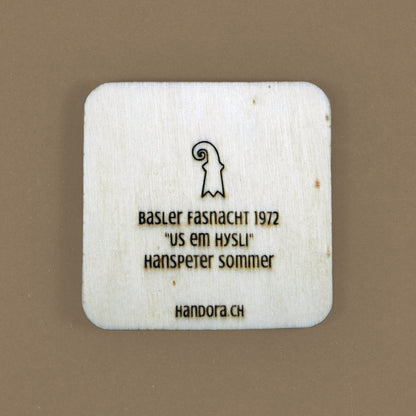 Basler Fasnacht 1972
"Us em Hysli"
Hanspeter Sommer
Handora.ch